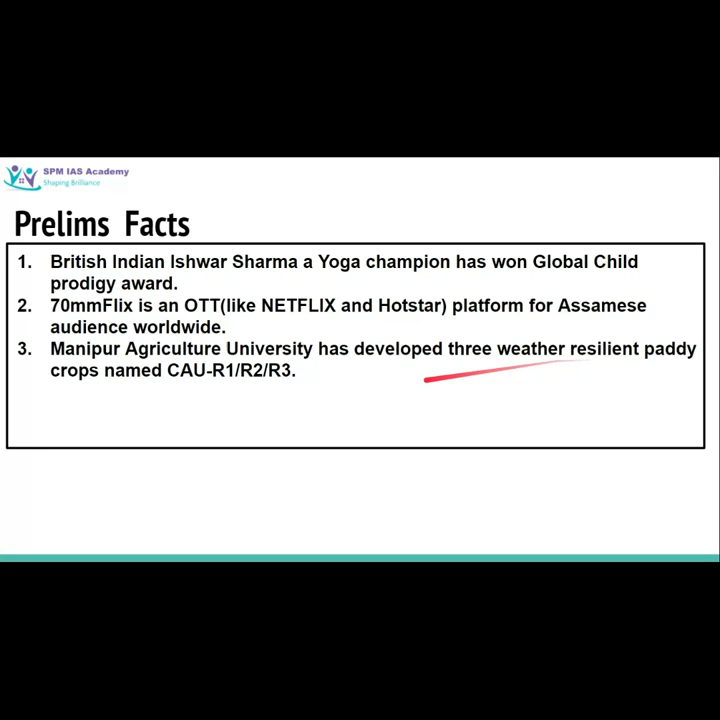 SPM IAS Academy
Shaping Brilliance
Prelims Facts
1. British Indian Ishwar Sharma a Yoga champion has won Global Child
prodigy award.
2. 70mmFlix is an OTT(like NETFLIX and Hotstar) platform for Assamese
audience worldwide.
3. Manipur Agriculture University has developed three weather resilient paddy
crops named CAU-R1/R2/R3.